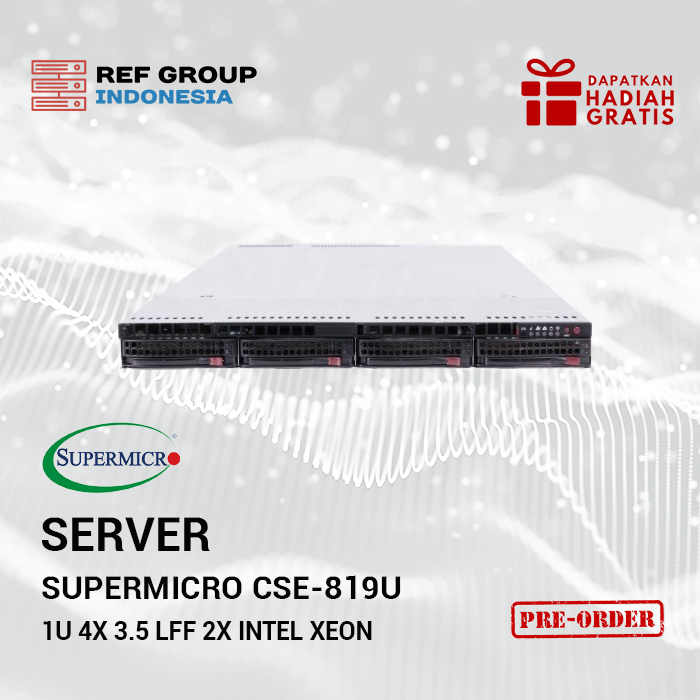 REF GROUP
INDONESIA
DAPATKAN
HADIAH
GRATIS
SUPERMICRO
SERVER
SUPERMICRO CSE-819U
1U 4X 3.5 LFF 2X INTEL XEON
PRE-ORDER